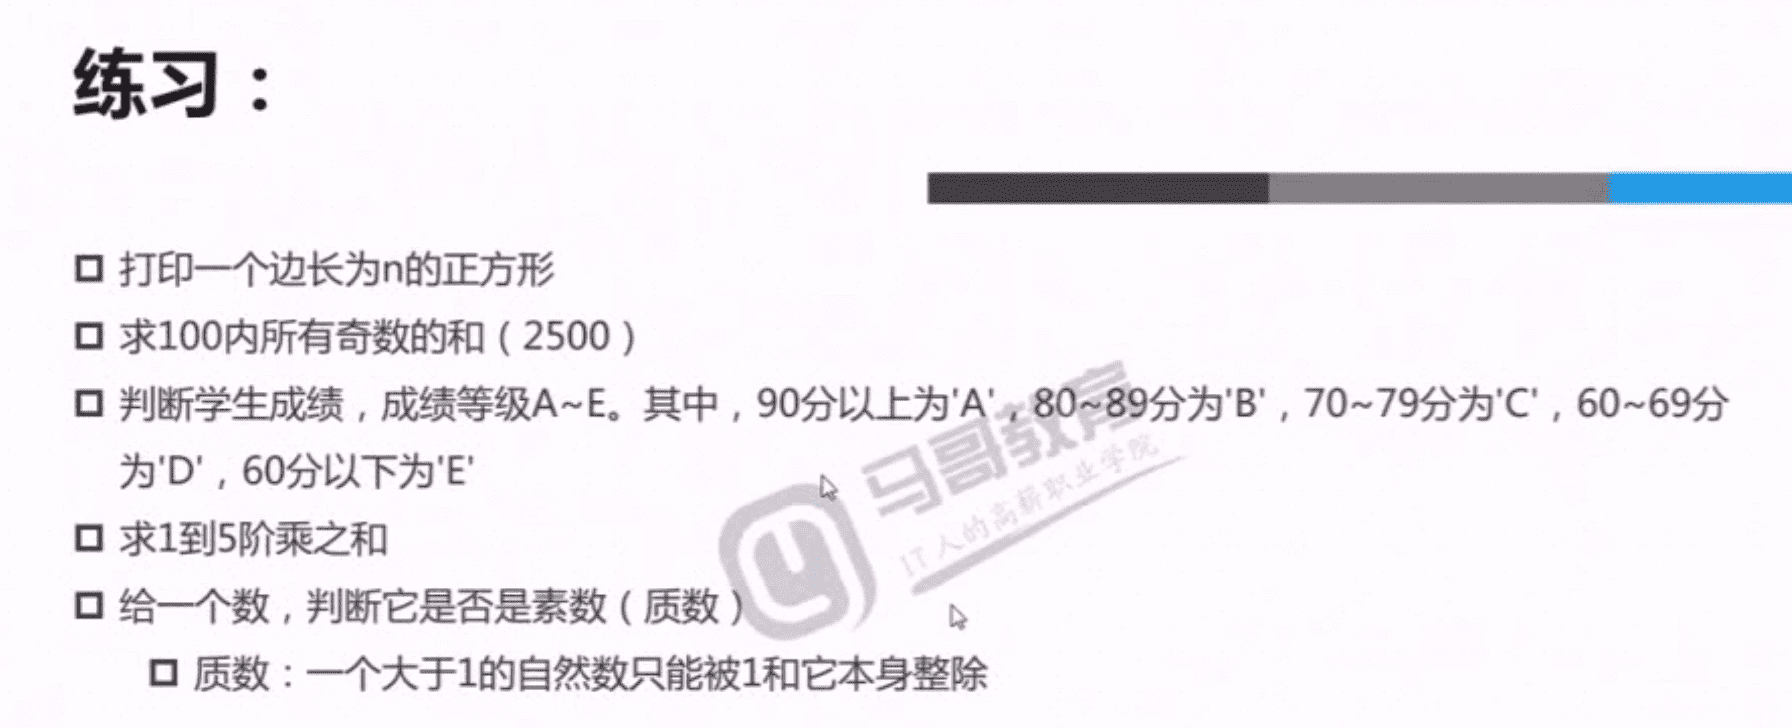 练习：
打印一个边长为n的正方形
求100内所有奇数的和（2500）
判断学生成绩，成绩等级A~E。其中，90分以上为'A'，80~89分为'B'，70~79分为'C'，60~69分
为'D'，60分以下为'E'
马哥教育
IT人的高薪职业学院
求1到5阶乘之和
给一个数，判断它是否是素数（质数）
质数：一个大于1的自然数只能被1和它本身整除